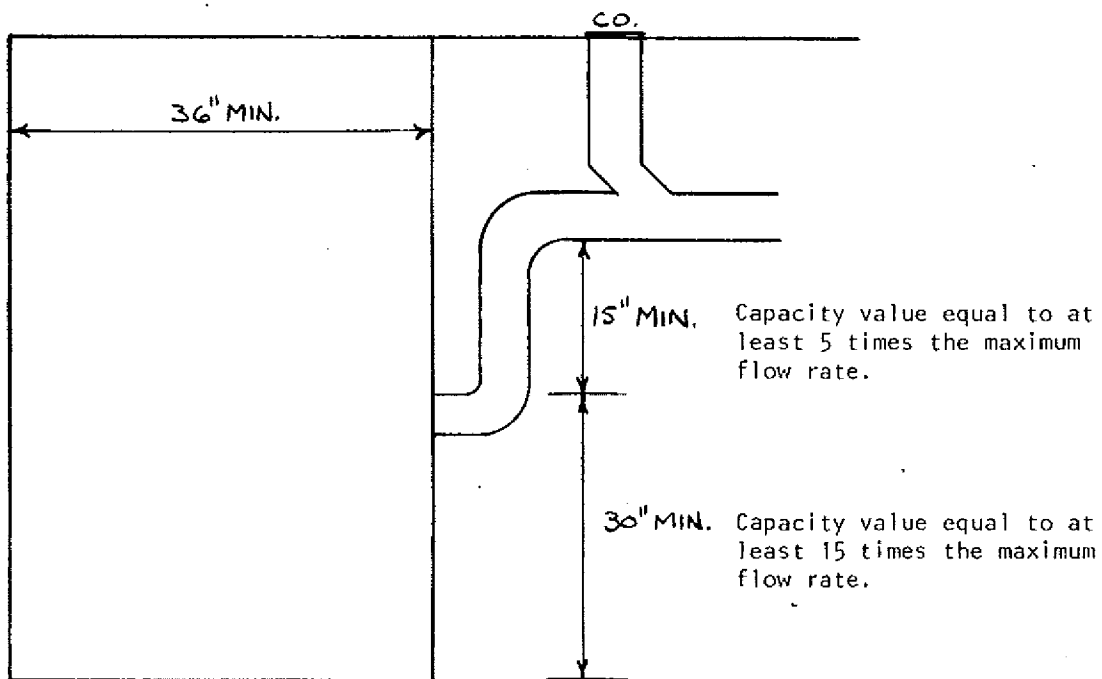 CO.
36" MIN.
15" MIN.
Capacity value equal to at
least 5 times the maximum
flow rate.
30" MIN.
Capacity value equal to at
least 15 times the maximum
flow rate.